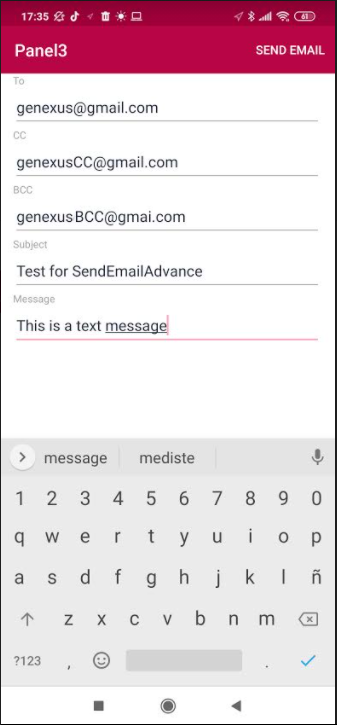 17:35 61
Panel3 SEND EMAIL
To
genexus@gmail.com
CC
genexusCC@gmail.com
BCC
genexusBCC@gmai.com
Subject
Test for SendEmailAdvance
Message
This is a text message
message mediste
1 2 3 4 5 6 7 8 9 0
q w e r t y u i o p
a s d f g h j k l ñ
z x c v b n m
?123 , .